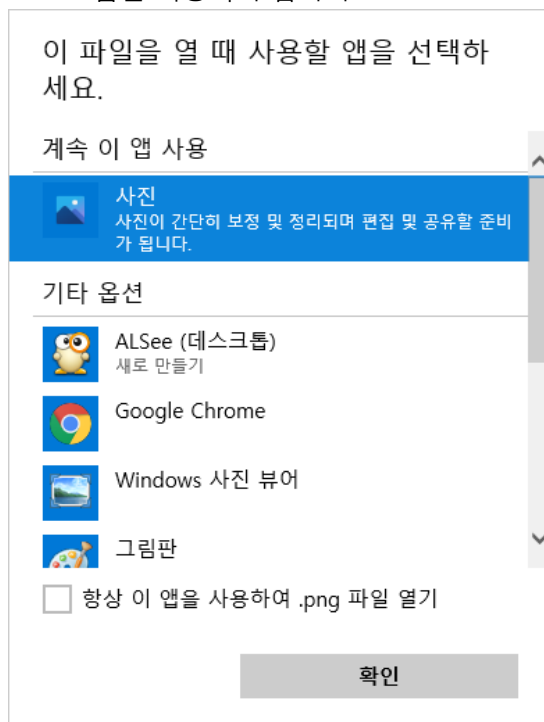 이 파일을 열 때 사용할 앱을 선택하
세요.
계속 이 앱 사용
사진
사진이 간단히 보정 및 정리되며 편집 및 공유할 준비
가 됩니다.
기타 옵션
ALSee (데스크톱)
새로 만들기
Google Chrome
Windows 사진 뷰어
그림판
항상 이 앱을 사용하여 .png 파일 열기
확인